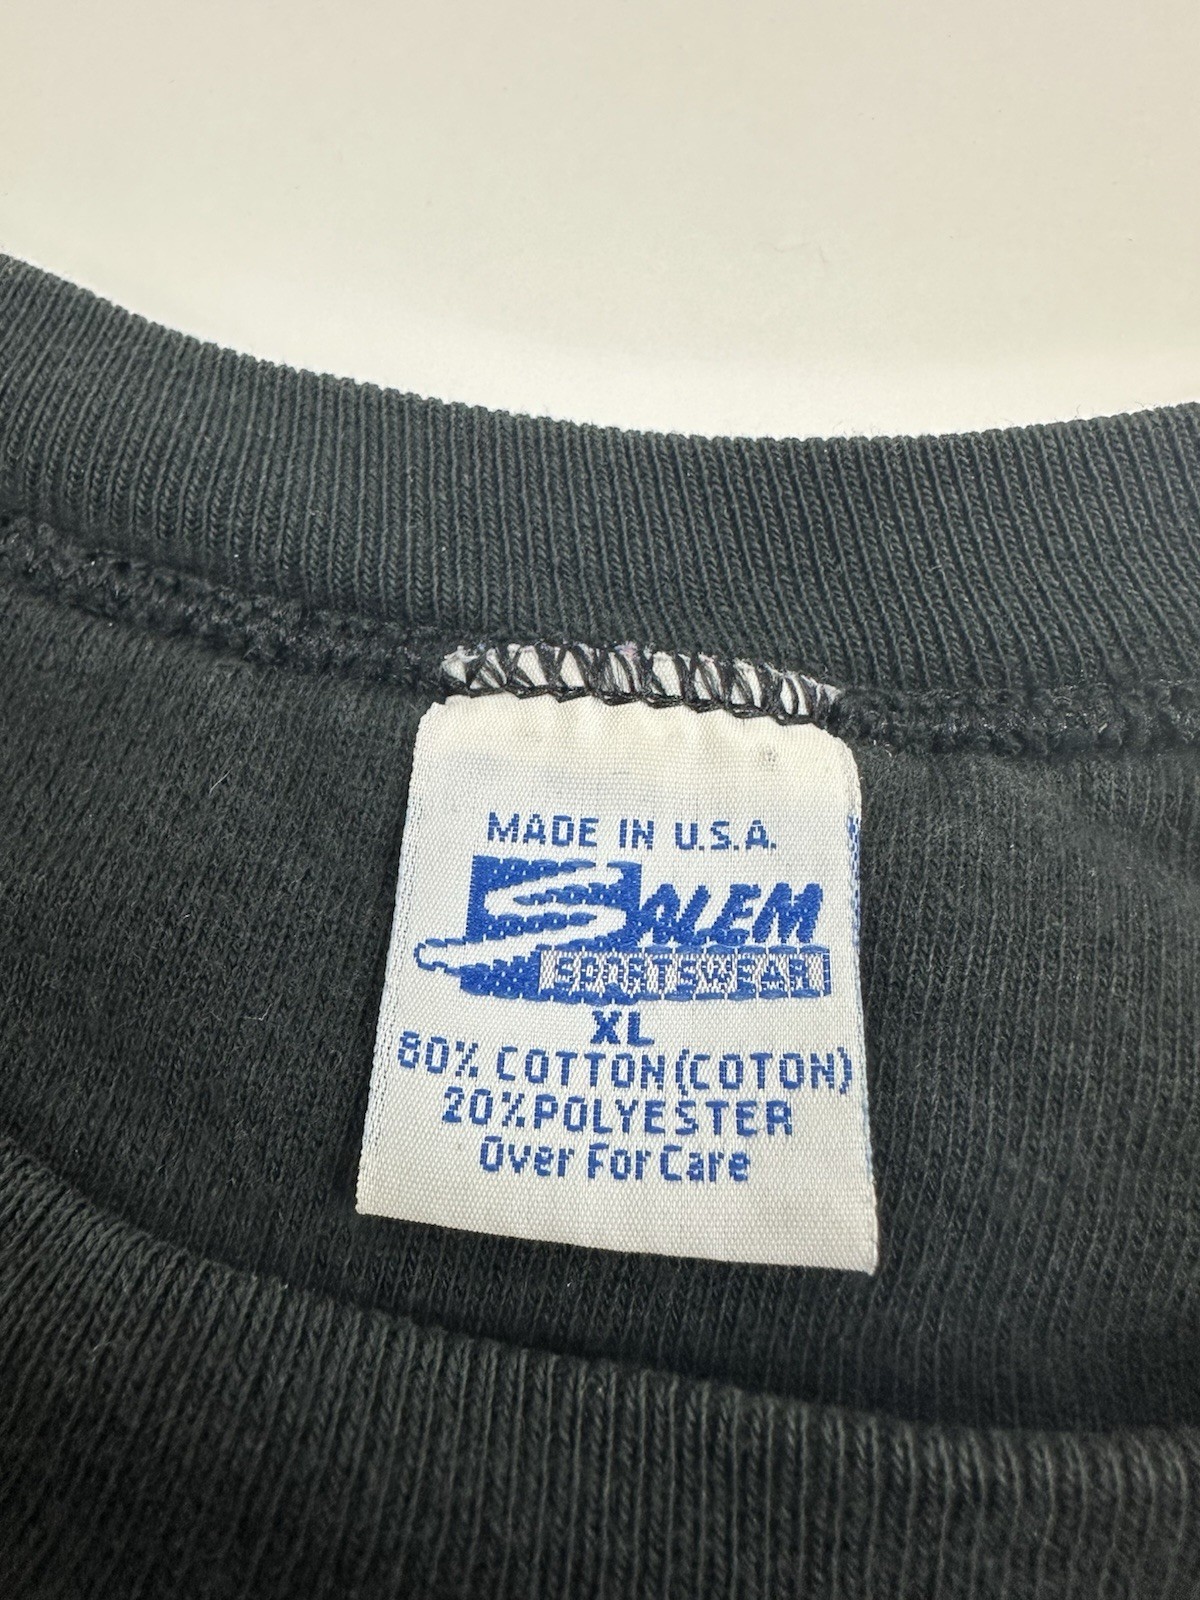 MADE IN U.S.A.
SALEM
SPORTSWEAR
XL
80% COTTON(COTON)
20%POLYESTER
Over For Care